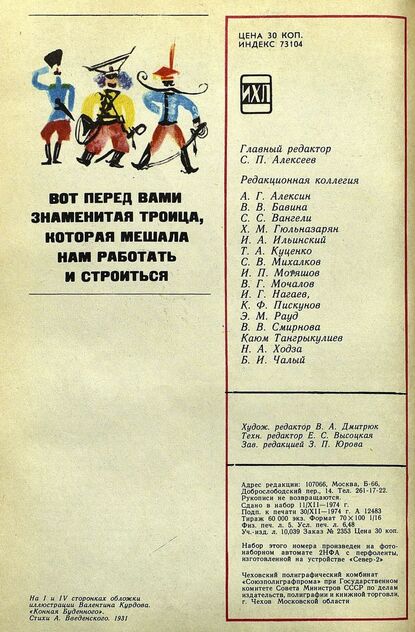 ВОТ ПЕРЕД ВАМИ
ЗНАМЕНИТАЯ ТРОИЦА,
КОТОРАЯ МЕШАЛА
НАМ РАБОТАТЬ
И СТРОИТЬСЯ
На I и IV сторонках обложки
иллюстрации Валентина Курдова.
«Конная Буденного».
Стихи А. Введенского. 1931
ЦЕНА 30 КОП.
ИНДЕКС 73104
ИХЛ
Главный редактор
С. П. Алексеев
Редакционная коллегия
А. Г. Алексин
В. В. Бавина
С. С. Вангели
Х. М. Гюльназарян
И. А. Ильинский
Т. А. Куценко
С. В. Михалков
И. П. Мотяшов
В. Г. Мочалов
И. Г. Нагаев,
К. Ф. Пискунов
Э. М. Рауд
В. В. Смирнова
Каюм Тангрыкулиев
Н. А. Ходза
Б. И. Чалый
Худож. редактор В. А. Дмитрюк
Техн. редактор Е. С. Высоцкая
Зав. редакцией З. П. Юрова
Адрес редакции: 107066, Москва, Б-66,
Доброслободский пер., 14. Тел. 261-17-22.
Рукописи не возвращаются.
Сдано в набор 11/XII—1974 г.
Подп. к печати 30/XII—1974 г. А 12483
Тираж 60 000 экз. Формат 70×100 1/16
Физ. печ. л. 5. Усл. печ. л. 6,48
Уч.-изд. л. 10,039 Заказ № 2353 Цена 30 коп.
Набор этого номера произведен на фото-
наборном автомате 2НФА с перфоленты,
изготовленной на устройстве «Север-2»
Чеховский полиграфический комбинат
«Союзполиграфпрома» при Государственном
комитете Совета Министров СССР по делам
издательств, полиграфии и книжной торговли,
г. Чехов Московской области